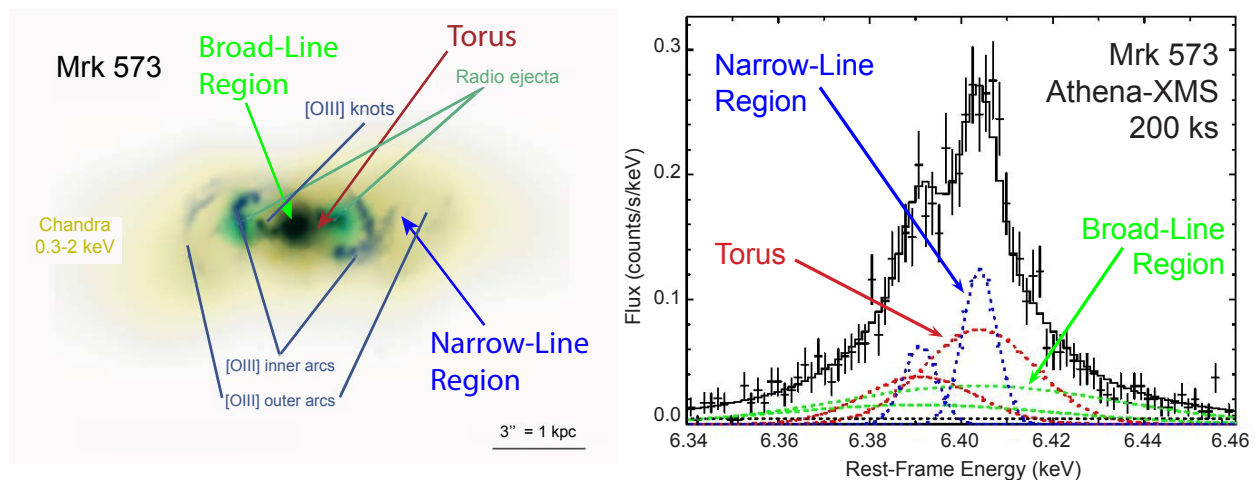 Mrk 573
Broad-Line
Region
Torus
Radio ejecta
[OIII] knots
Chandra
0.3-2 keV
Narrow-Line
Region
[OIII] inner arcs
[OIII] outer arcs
3’’ = 1 kpc
Mrk 573
Athena-XMS
200 ks
Narrow-Line
Region
Torus
Broad-Line
Region
Flux (counts/s/keV)
0.3
0.2
0.1
0.0
6.34 6.36 6.38 6.40 6.42 6.44 6.46
Rest-Frame Energy (keV)